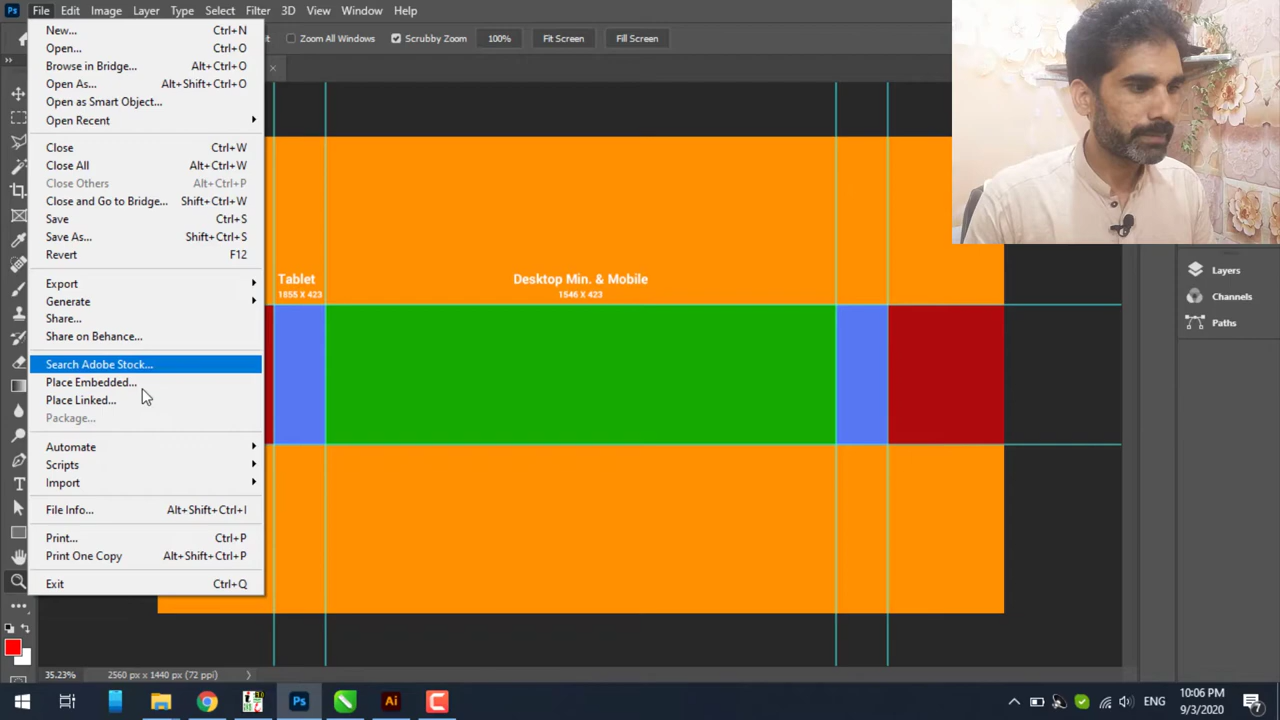 Ps File Edit Image Layer Type Select Filter 3D View Window Help
Zoom All Windows Scrubby Zoom 100% Fit Screen Fill Screen
New... Ctrl+N
Open... Ctrl+O
Browse in Bridge... Alt+Ctrl+O
Open As... Alt+Shift+Ctrl+O
Open as Smart Object...
Open Recent
Close Ctrl+W
Close All Alt+Ctrl+W
Close Others Alt+Ctrl+P
Close and Go to Bridge... Shift+Ctrl+W
Save Ctrl+S
Save As... Shift+Ctrl+S
Revert F12
Export
Generate
Share...
Share on Behance...
Search Adobe Stock...
Place Embedded...
Place Linked...
Package...
Automate
Scripts
Import
File Info... Alt+Shift+Ctrl+I
Print... Ctrl+P
Print One Copy Alt+Shift+Ctrl+P
Exit Ctrl+Q
Tablet
1855 X 423
Desktop Min. & Mobile
1546 X 423
Layers
Channels
Paths
35.23% 2560 px x 1440 px (72 ppi)
Ps Ai ENG
10:06 PM
9/3/2020
7